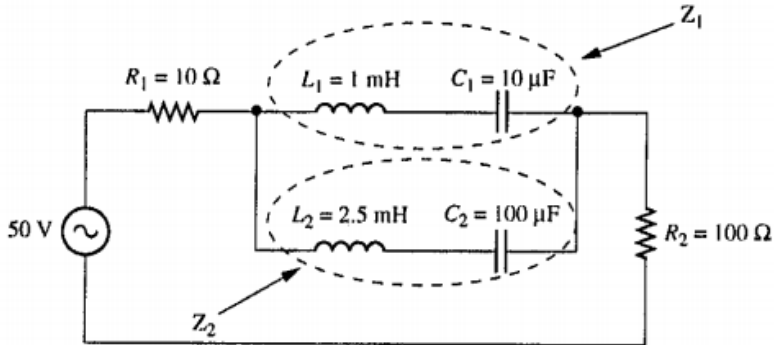 Z₁
R₁ = 10 Ω
L₁ = 1 mH
C₁ = 10 µF
50 V
L₂ = 2.5 mH
C₂ = 100 µF
R₂ = 100 Ω
Z₂